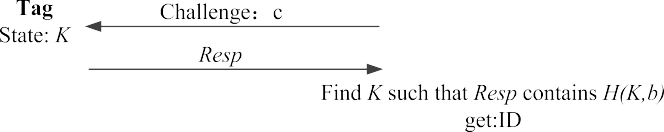 Tag
State: K
Challenge：c
Resp
Find K such that Resp contains H(K,b)
get:ID